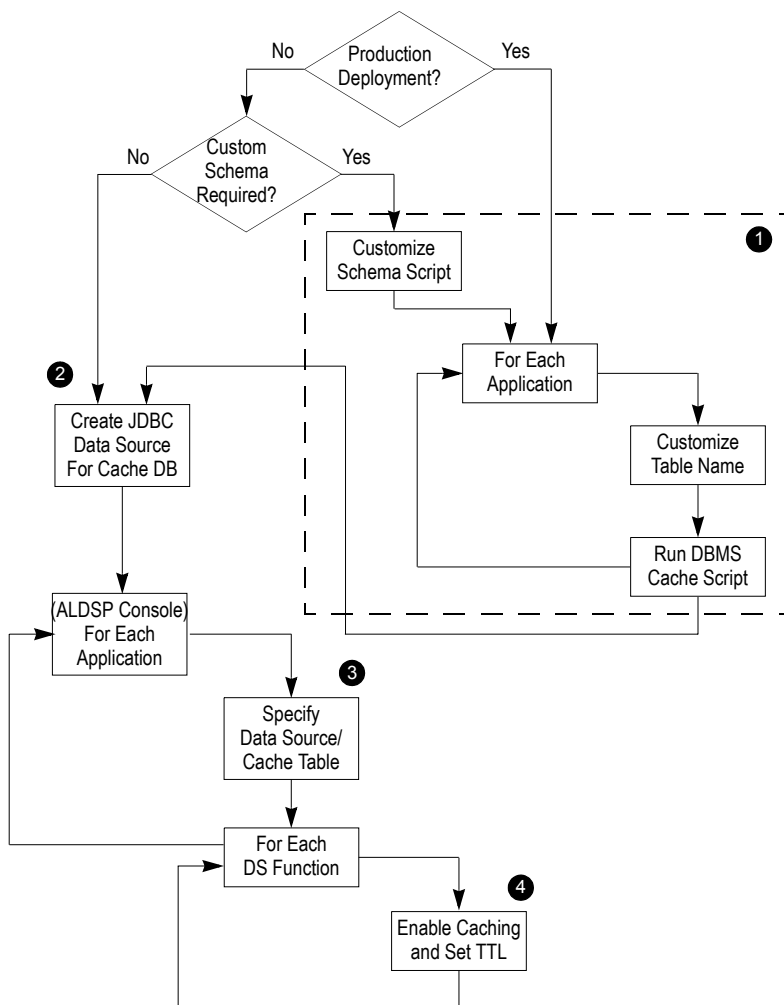 Production
Deployment?
No
Yes
Custom
Schema
Required?
No
Yes
1
Customize
Schema Script
For Each
Application
2
Create JDBC
Data Source
For Cache DB
Customize
Table Name
Run DBMS
Cache Script
(ALDSP Console)
For Each
Application
3
Specify
Data Source/
Cache Table
For Each
DS Function
4
Enable Caching
and Set TTL